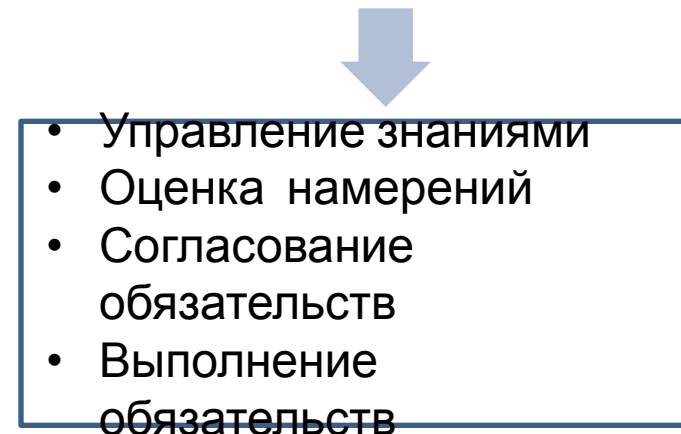 • Управление знаниями
• Оценка намерений
• Согласование
обязательств
• Выполнение
обязательств